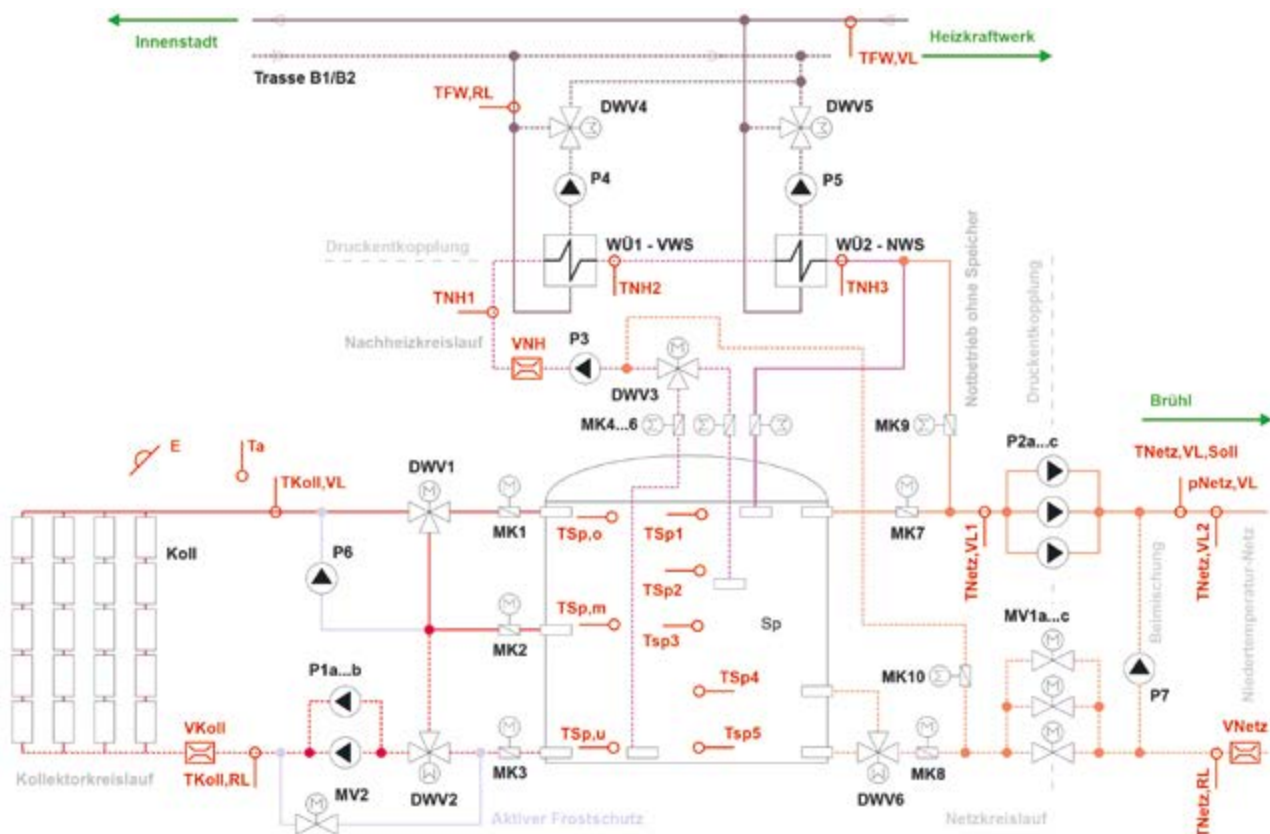 Innenstadt
Heizkraftwerk
TFW,VL
Trasse B1/B2
TFW,RL
DWV4
DWV5
M
M
P4
P5
Druckentkopplung
WÜ1 - VWS
WÜ2 - NWS
TNH2
TNH3
TNH1
Nachheizkreislauf
Notbetrieb ohne Speicher
Druckentkopplung
VNH
P3
M
DWV3
MK4...6
M
M
M
MK9
M
Brühl
E
Ta
TKoll,VL
DWV1
M
M
MK1
P2a...c
TNetz,VL,Soll
pNetz,VL
M
MK7
TNetz,VL1
TNetz,VL2
Koll
P6
TSp,o
TSp1
TSp2
TSp,m
Tsp3
Sp
M
MK2
MV1a...c
M
M
M
Beimischung
Niedertemperatur-Netz
P1a...b
TSp4
MK10
M
P7
VKoll
M
TSp,u
Tsp5
M
VNetz
Kollektorkreislauf
TKoll,RL
MV2
M
DWV2
M
MK3
Aktiver Frostschutz
M
DWV6
MK8
Netzkreislauf
TNetz,RL